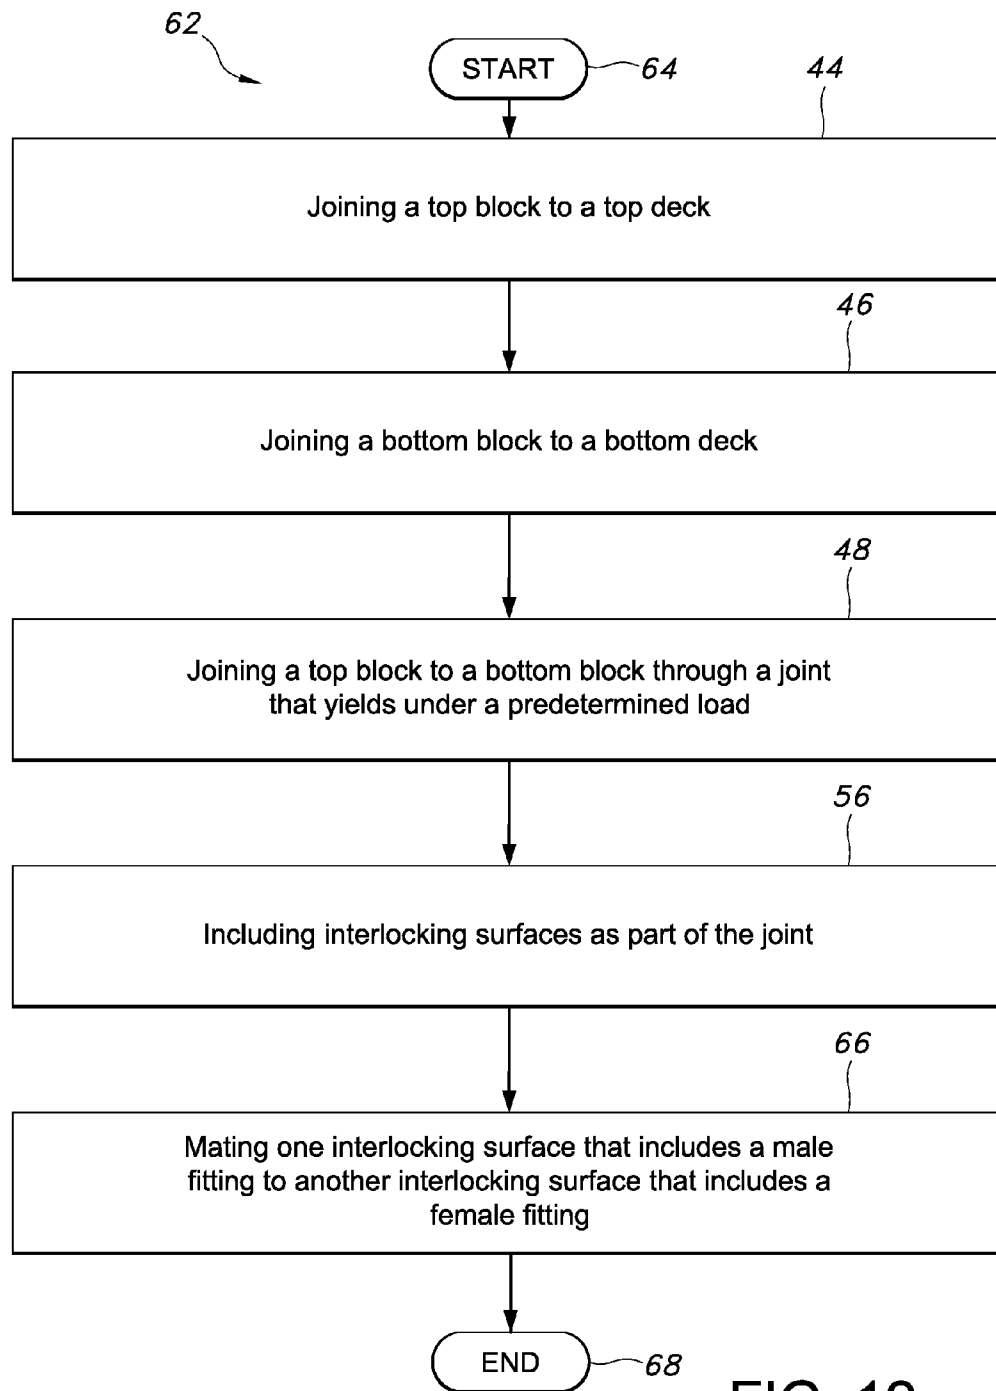 62
START
64
44
Joining a top block to a top deck
46
Joining a bottom block to a bottom deck
48
Joining a top block to a bottom block through a joint
that yields under a predetermined load
56
Including interlocking surfaces as part of the joint
66
Mating one interlocking surface that includes a male
fitting to another interlocking surface that includes a
female fitting
END
68